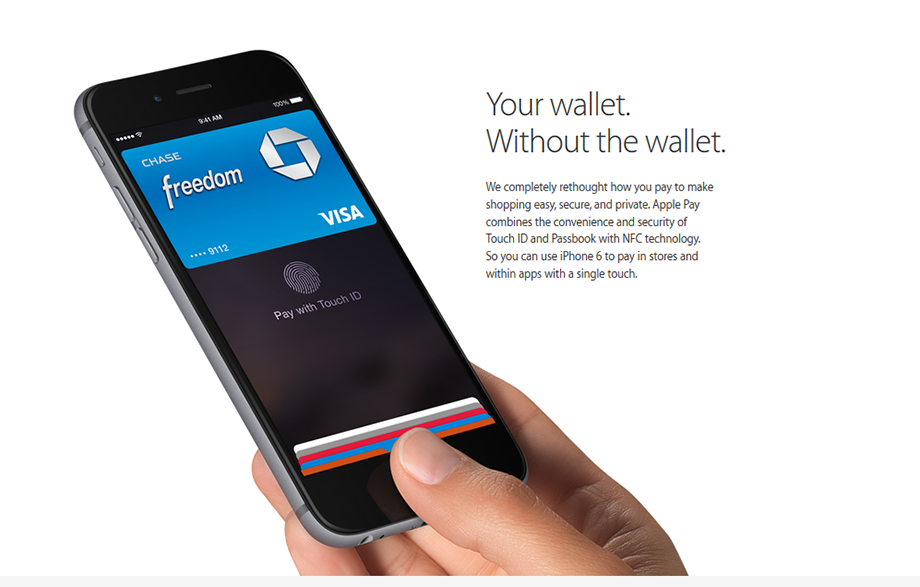 9:41 AM
100%
CHASE
freedom
VISA
•••• 9112
Pay with Touch ID
Your wallet.
Without the wallet.
We completely rethought how you pay to make
shopping easy, secure, and private. Apple Pay
combines the convenience and security of
Touch ID and Passbook with NFC technology.
So you can use iPhone 6 to pay in stores and
within apps with a single touch.